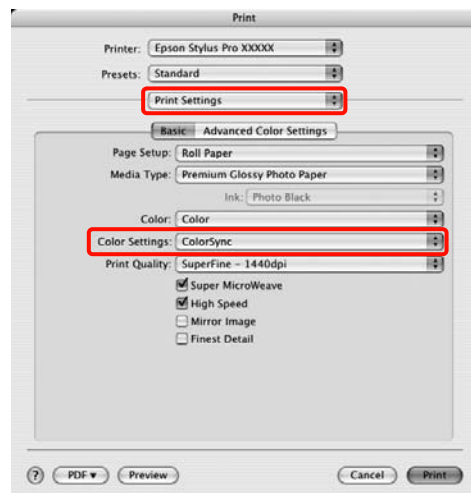 Print
Printer: Epson Stylus Pro XXXXX
Presets: Standard
Print Settings
Basic Advanced Color Settings
Page Setup: Roll Paper
Media Type: Premium Glossy Photo Paper
Ink: Photo Black
Color: Color
Color Settings: ColorSync
Print Quality: SuperFine - 1440dpi
Super MicroWeave
High Speed
Mirror Image
Finest Detail
? PDF ▼ Preview Cancel Print